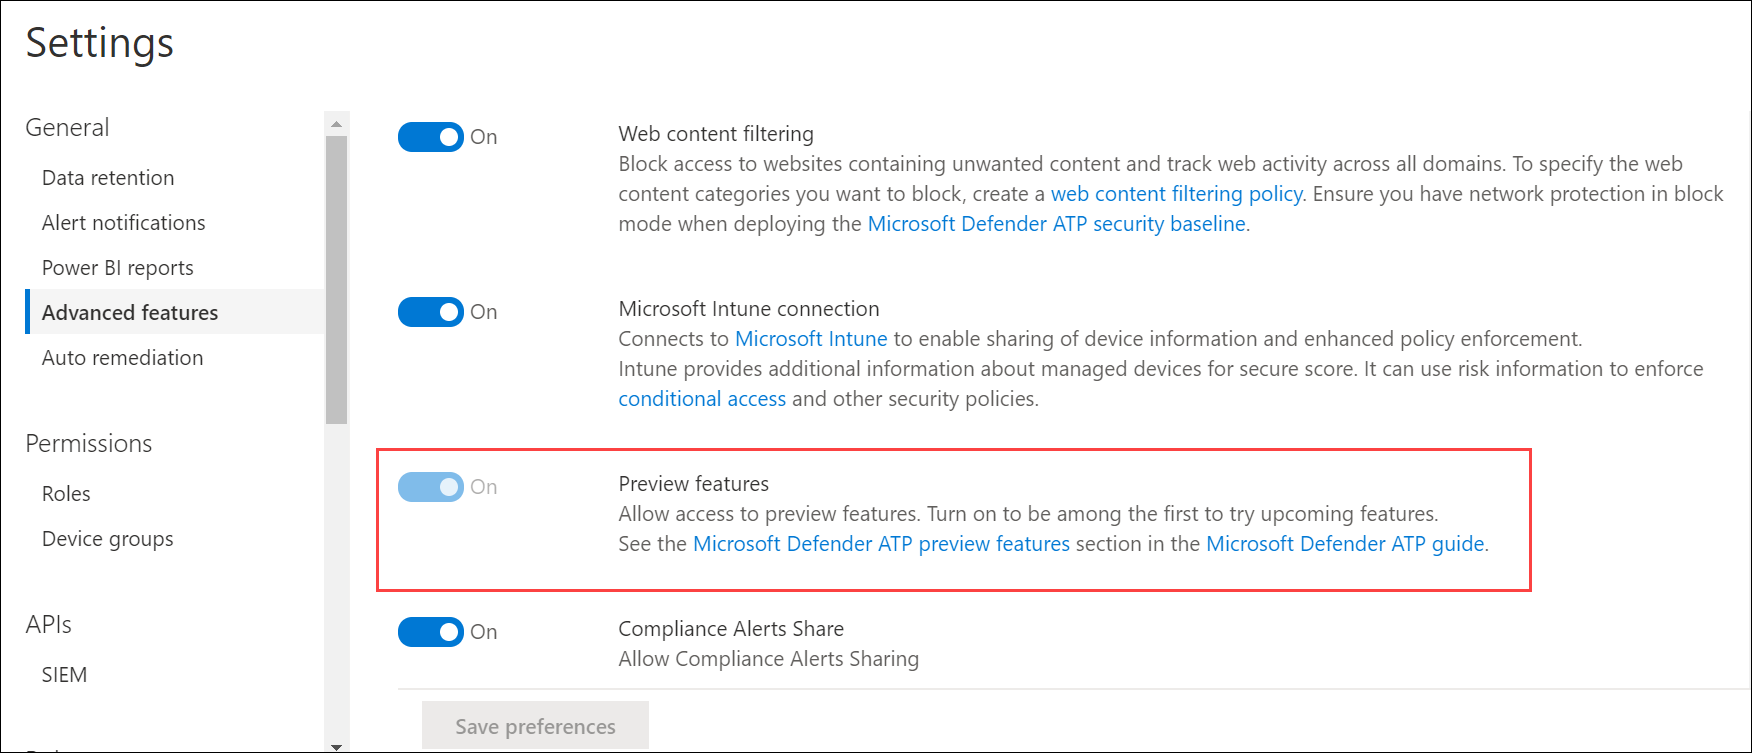 Settings
General
Data retention
Alert notifications
Power BI reports
Advanced features
Auto remediation
Permissions
Roles
Device groups
APIs
SIEM
On
Web content filtering
Block access to websites containing unwanted content and track web activity across all domains. To specify the web
content categories you want to block, create a web content filtering policy. Ensure you have network protection in block
mode when deploying the Microsoft Defender ATP security baseline.
On
Microsoft Intune connection
Connects to Microsoft Intune to enable sharing of device information and enhanced policy enforcement.
Intune provides additional information about managed devices for secure score. It can use risk information to enforce
conditional access and other security policies.
On
Preview features
Allow access to preview features. Turn on to be among the first to try upcoming features.
See the Microsoft Defender ATP preview features section in the Microsoft Defender ATP guide.
On
Compliance Alerts Share
Allow Compliance Alerts Sharing
Save preferences